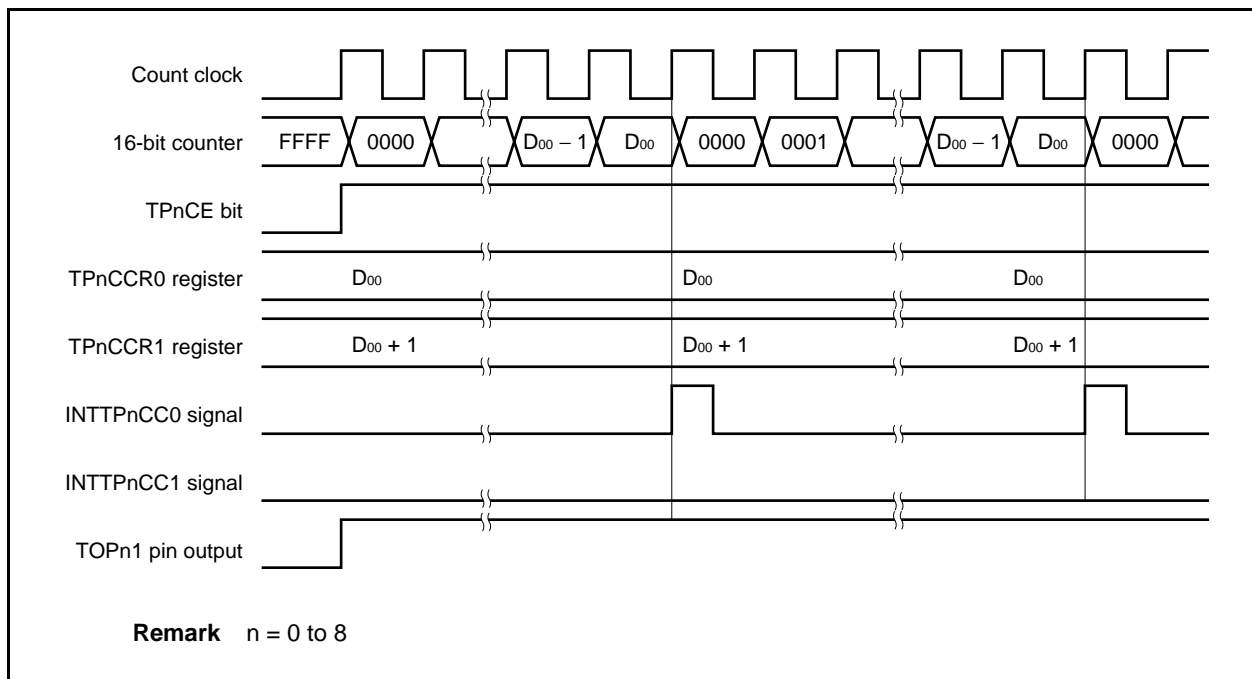 Count clock
16-bit counter FFFF 0000 D00 − 1 D00 0000 0001 D00 − 1 D00 0000
TPnCE bit
TPnCCR0 register D00 D00 D00
TPnCCR1 register D00 + 1 D00 + 1 D00 + 1
INTTPnCC0 signal
INTTPnCC1 signal
TOPn1 pin output
Remark n = 0 to 8